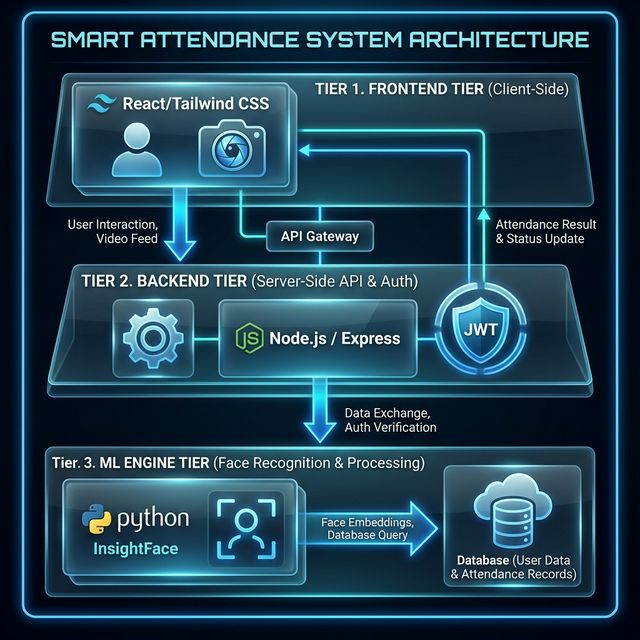 SMART ATTENDANCE SYSTEM ARCHITECTURE
TIER 1. FRONTEND TIER (Client-Side)
React/Tailwind CSS
User Interaction,
Video Feed
API Gateway
Attendance Result
& Status Update
TIER 2. BACKEND TIER (Server-Side API & Auth)
JS
Node.js / Express
JWT
Data Exchange,
Auth Verification
Tier. 3. ML ENGINE TIER (Face Recognition & Processing)
python
InsightFace
Face Embeddings,
Database Query
Database (User Data
& Attendance Records)